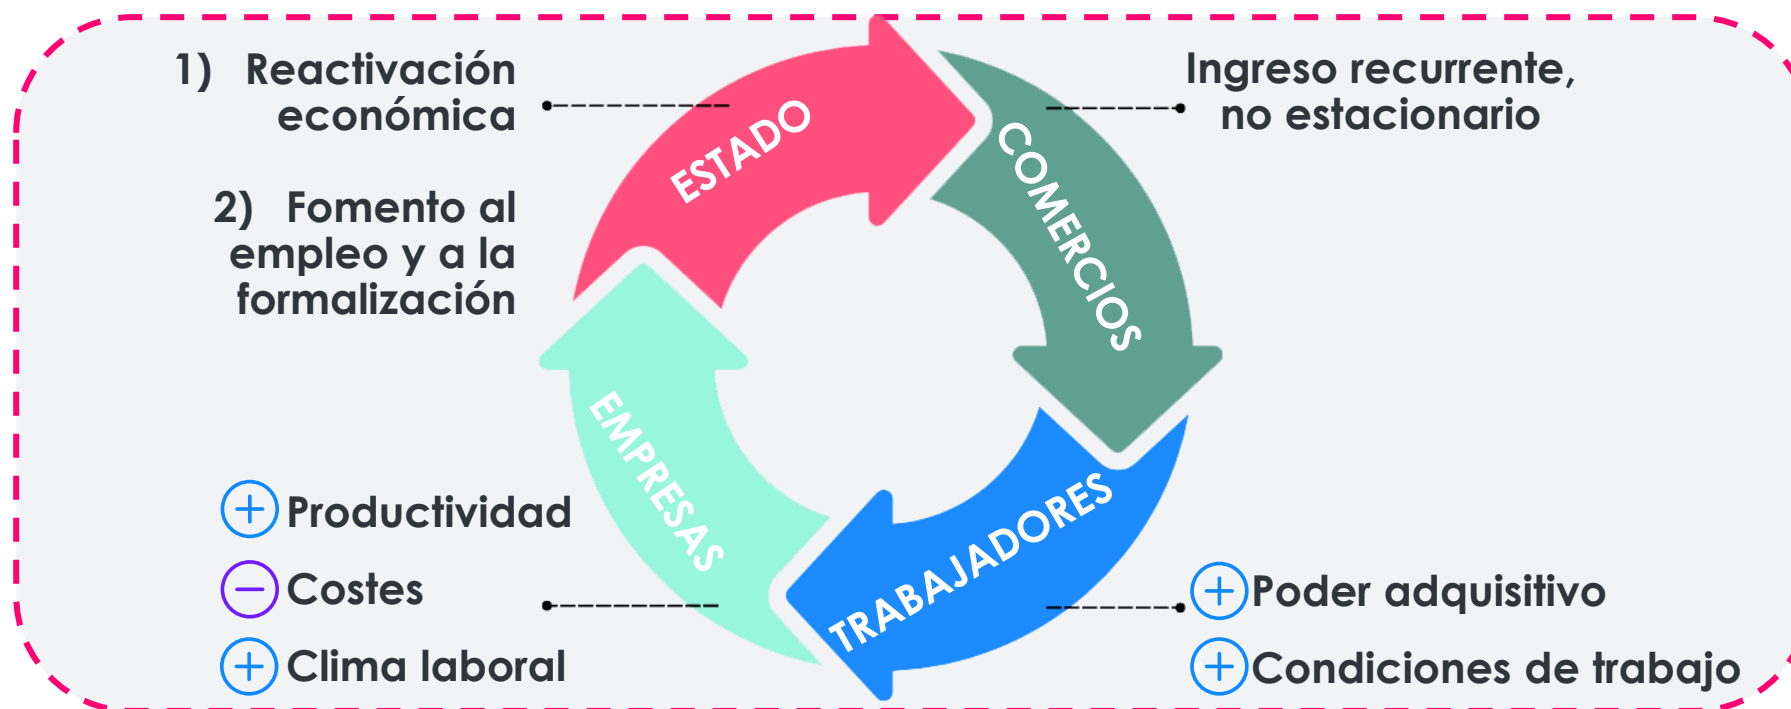 1) Reactivación
económica
2) Fomento al
empleo y a la
formalización
ESTADO
COMERCIOS
Ingreso recurrente,
no estacionario
EMPRESAS
TRABAJADORES
+ Productividad
− Costes
+ Clima laboral
+ Poder adquisitivo
+ Condiciones de trabajo